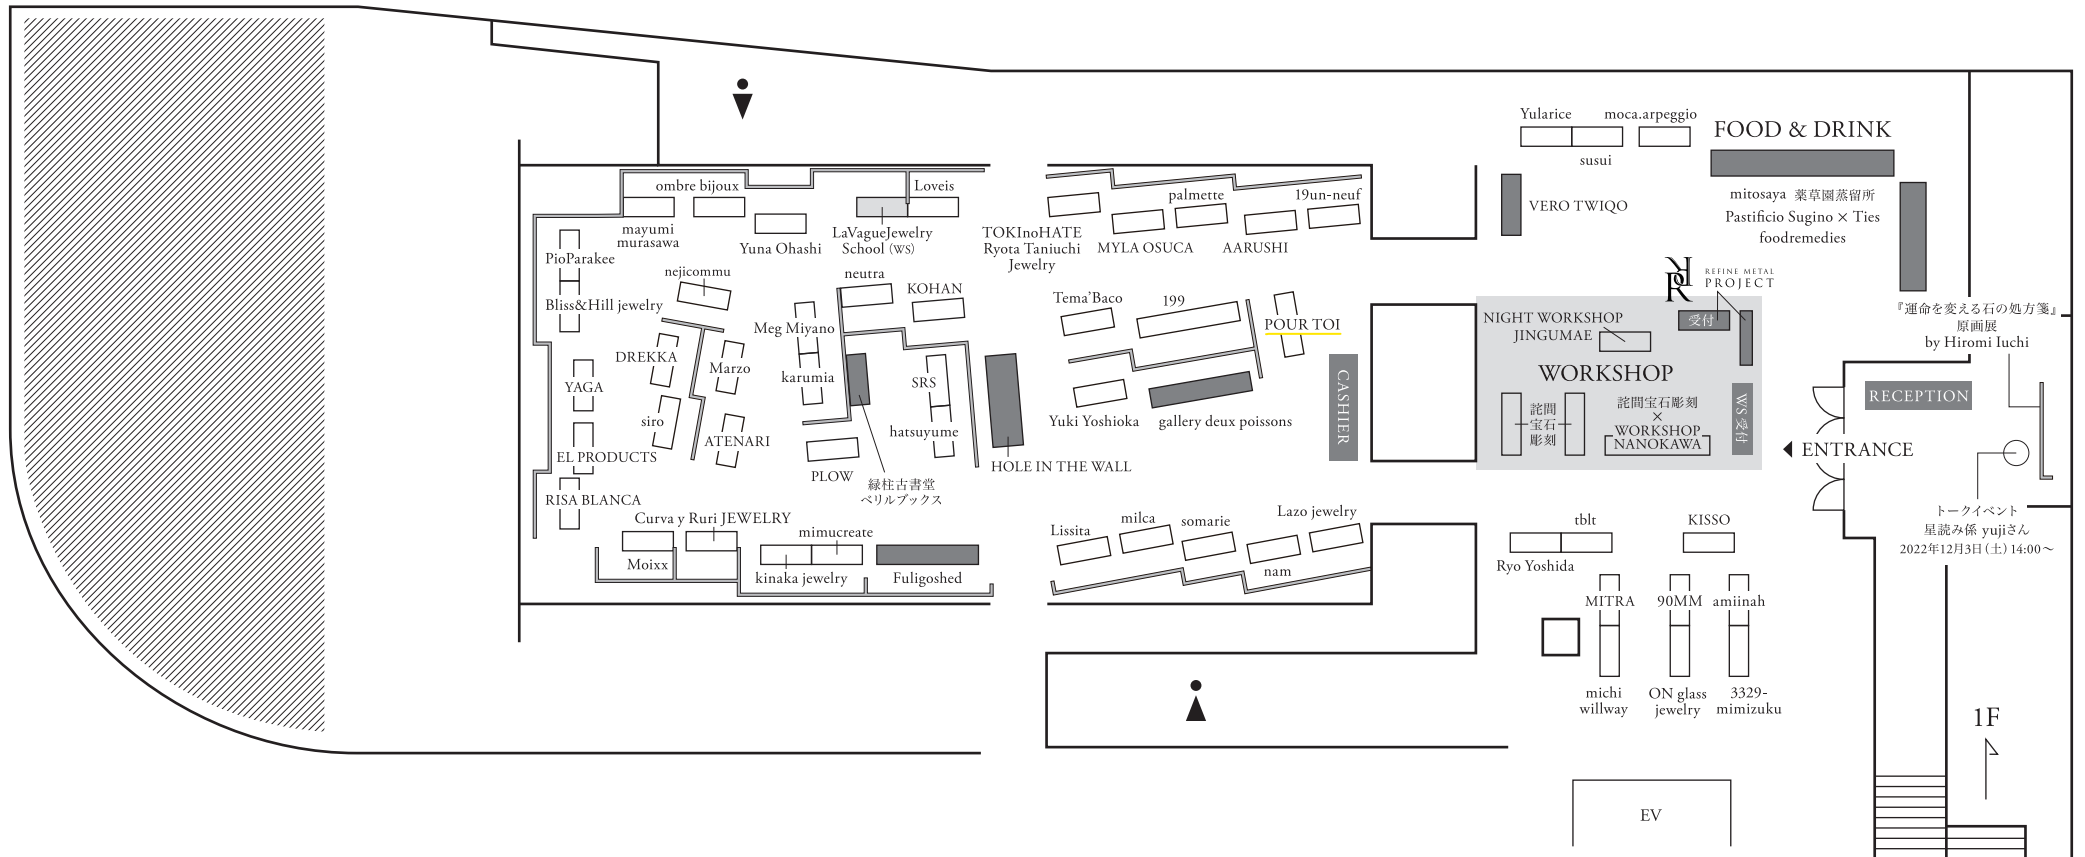 Yularice
moca.arpeggio
FOOD & DRINK
susui
mitosaya 薬草園蒸留所
Pastificio Sugino × Ties
foodremedies
VERO TWIQO
ombre bijoux
Loveis
mayumi
murasawa
Yuna Ohashi
LaVagueJewelry
School (WS)
TOKInoHATE
Ryota Taniuchi
Jewelry
palmette
19un-neuf
MYLA OSUCA
AARUSHI
PioParakee
Bliss&Hill jewelry
nejicommu
neutra
KOHAN
Meg Miyano
karumia
DREKKA
Marzo
YAGA
siro
ATENARI
EL PRODUCTS
RISA BLANCA
SRS
hatsuyume
PLOW
緑柱古書堂
ベリルブックス
HOLE IN THE WALL
Tema'Baco
199
POUR TOI
Yuki Yoshioka
gallery deux poissons
CASHIER
R
R
REFINE METAL
PROJECT
NIGHT WORKSHOP
JINGUMAE
受付
WORKSHOP
詫間
宝石
彫刻
詫間宝石彫刻
×
WORKSHOP
NANOKAWA
WS受付
『運命を変える石の処方箋』
原画展
by Hiromi Iuchi
RECEPTION
ENTRANCE
トークイベント
星読み係 yujiさん
2022年12月3日(土) 14:00～
Curva y Ruri JEWELRY
mimucreate
Moixx
kinaka jewelry
Fuligoshed
Lissita
milca
somarie
Lazo jewelry
nam
tblt
KISSO
Ryo Yoshida
MITRA
90MM
amiinah
michi
willway
ON glass
jewelry
3329-
mimizuku
1F
EV